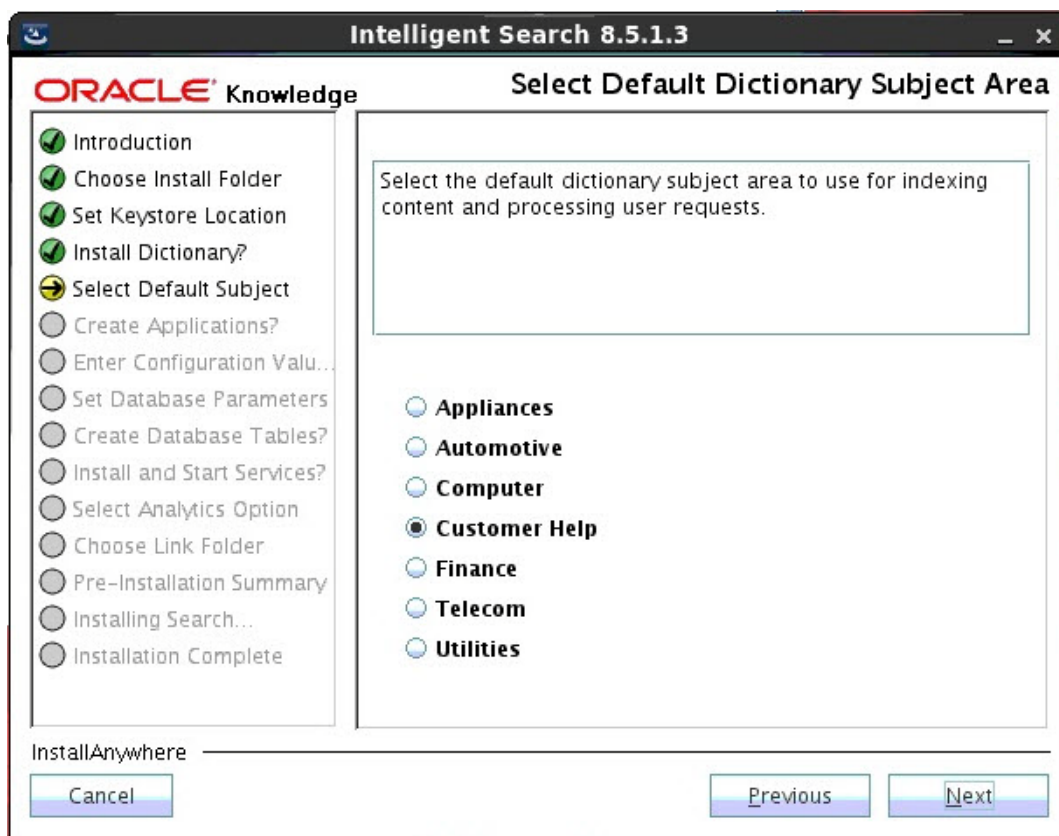 Intelligent Search 8.5.1.3
ORACLE Knowledge
Select Default Dictionary Subject Area
Introduction
Choose Install Folder
Set Keystore Location
Install Dictionary?
Select Default Subject
Create Applications?
Enter Configuration Valu...
Set Database Parameters
Create Database Tables?
Install and Start Services?
Select Analytics Option
Choose Link Folder
Pre-Installation Summary
Installing Search...
Installation Complete
Select the default dictionary subject area to use for indexing
content and processing user requests.
Appliances
Automotive
Computer
Customer Help
Finance
Telecom
Utilities
InstallAnywhere
Cancel
Previous
Next